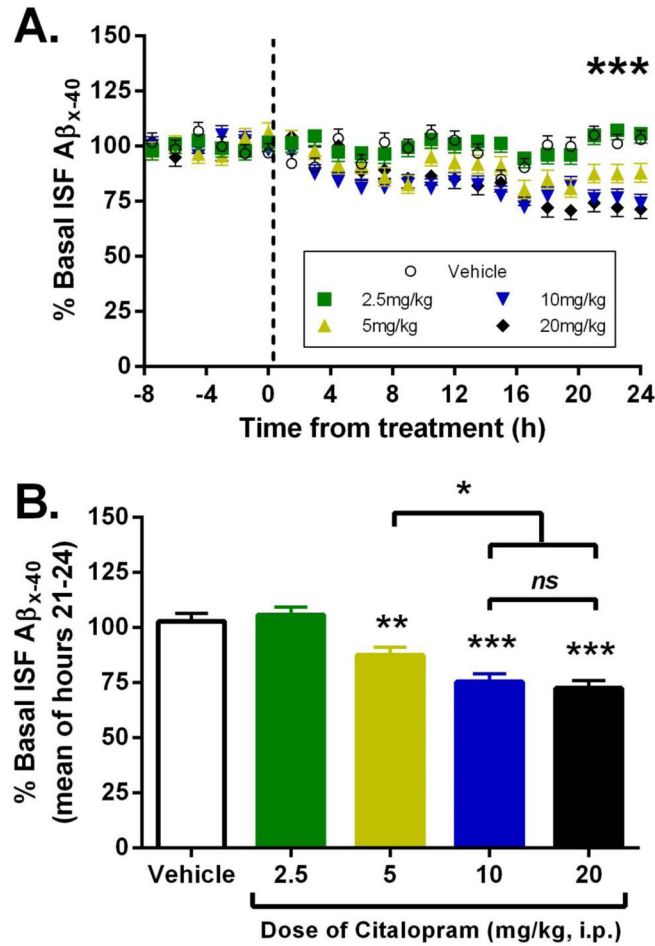 A.
% Basal ISF Aβx-40
150
125
100
75
50
25
0
***
Vehicle
2.5mg/kg 10mg/kg
5mg/kg 20mg/kg
-8 -4 0 4 8 12 16 20 24
Time from treatment (h)
B.
% Basal ISF Aβx-40
(mean of hours 21-24)
150
125
100
75
50
25
0
*
ns
** *** ***
Vehicle 2.5 5 10 20
Dose of Citalopram (mg/kg, i.p.)